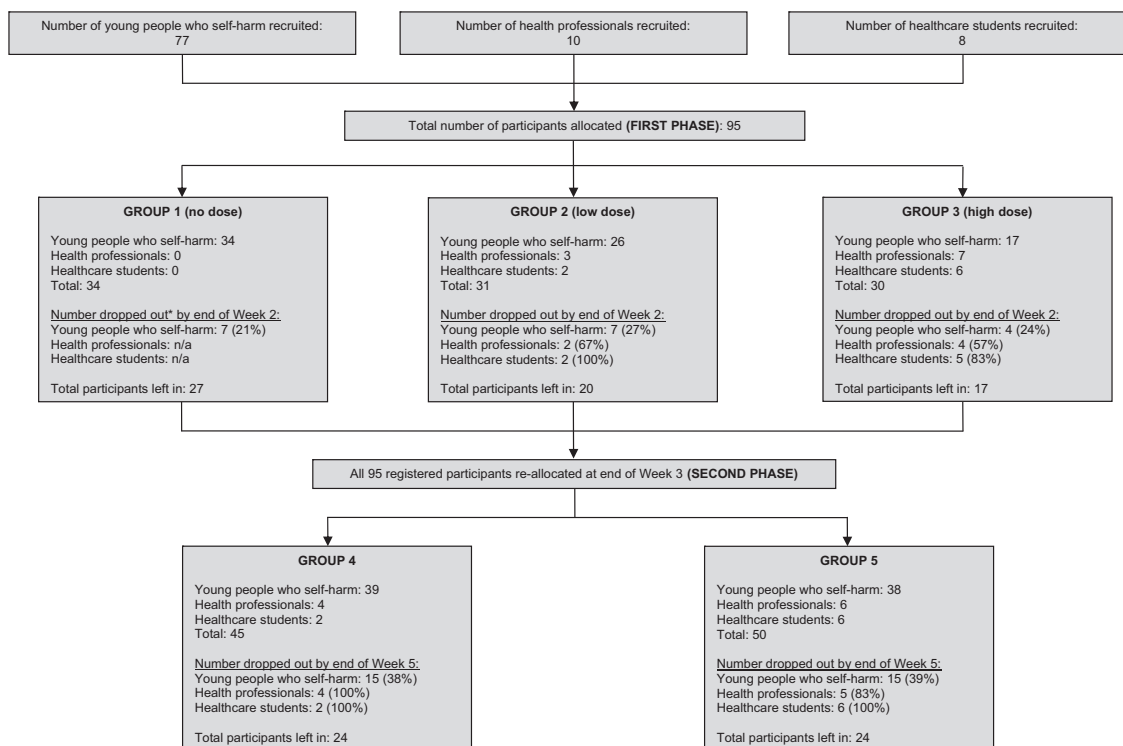 Number of young people who self-harm recruited:
77
Number of health professionals recruited:
10
Number of healthcare students recruited:
8
Total number of participants allocated (FIRST PHASE): 95
GROUP 1 (no dose)
Young people who self-harm: 34
Health professionals: 0
Healthcare students: 0
Total: 34
Number dropped out* by end of Week 2:
Young people who self-harm: 7 (21%)
Health professionals: n/a
Healthcare students: n/a
Total participants left in: 27
GROUP 2 (low dose)
Young people who self-harm: 26
Health professionals: 3
Healthcare students: 2
Total: 31
Number dropped out by end of Week 2:
Young people who self-harm: 7 (27%)
Health professionals: 2 (67%)
Healthcare students: 2 (100%)
Total participants left in: 20
GROUP 3 (high dose)
Young people who self-harm: 17
Health professionals: 7
Healthcare students: 6
Total: 30
Number dropped out by end of Week 2:
Young people who self-harm: 4 (24%)
Health professionals: 4 (57%)
Healthcare students: 5 (83%)
Total participants left in: 17
All 95 registered participants re-allocated at end of Week 3 (SECOND PHASE)
GROUP 4
Young people who self-harm: 39
Health professionals: 4
Healthcare students: 2
Total: 45
Number dropped out by end of Week 5:
Young people who self-harm: 15 (38%)
Health professionals: 4 (100%)
Healthcare students: 2 (100%)
Total participants left in: 24
GROUP 5
Young people who self-harm: 38
Health professionals: 6
Healthcare students: 6
Total: 50
Number dropped out by end of Week 5:
Young people who self-harm: 15 (39%)
Health professionals: 5 (83%)
Healthcare students: 6 (100%)
Total participants left in: 24